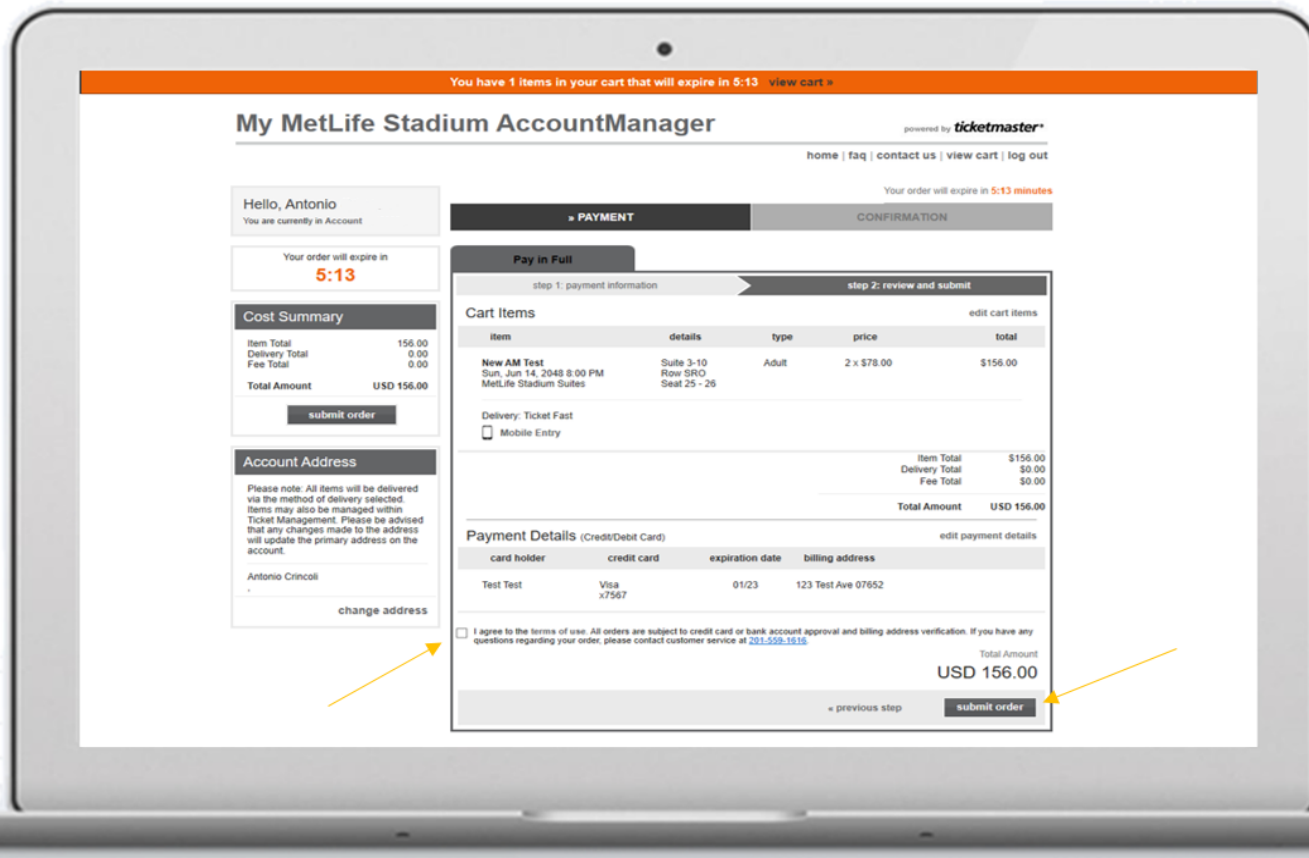 You have 1 items in your cart that will expire in 5:13 view cart »
My MetLife Stadium AccountManager
powered by ticketmaster
home | faq | contact us | view cart | log out
Your order will expire in 5:13 minutes
Hello, Antonio
You are currently in Account
» PAYMENT
CONFIRMATION
Your order will expire in
5:13
Cost Summary
Item Total 156.00
Delivery Total 0.00
Fee Total 0.00
Total Amount USD 156.00
submit order
Account Address
Please note: All items will be delivered
via the method of delivery selected.
Items may also be managed within
Ticket Management. Please be advised
that any changes made to the address
will update the primary address on the
account.
Antonio Crincoli
,
change address
Pay in Full
step 1: payment information
step 2: review and submit
Cart Items
edit cart items
item details type price total
New AM Test Suite 3-10 Adult 2 x $78.00 $156.00
Sun, Jun 14, 2048 8:00 PM Row SRO
MetLife Stadium Suites Seat 25 - 26
Delivery: Ticket Fast
Mobile Entry
Item Total $156.00
Delivery Total $0.00
Fee Total $0.00
Total Amount USD 156.00
Payment Details (Credit/Debit Card)
edit payment details
card holder credit card expiration date billing address
Test Test Visa 01/23 123 Test Ave 07652
x7567
I agree to the terms of use. All orders are subject to credit card or bank account approval and billing address verification. If you have any
questions regarding your order, please contact customer service at 201-559-1616.
Total Amount
USD 156.00
« previous step
submit order